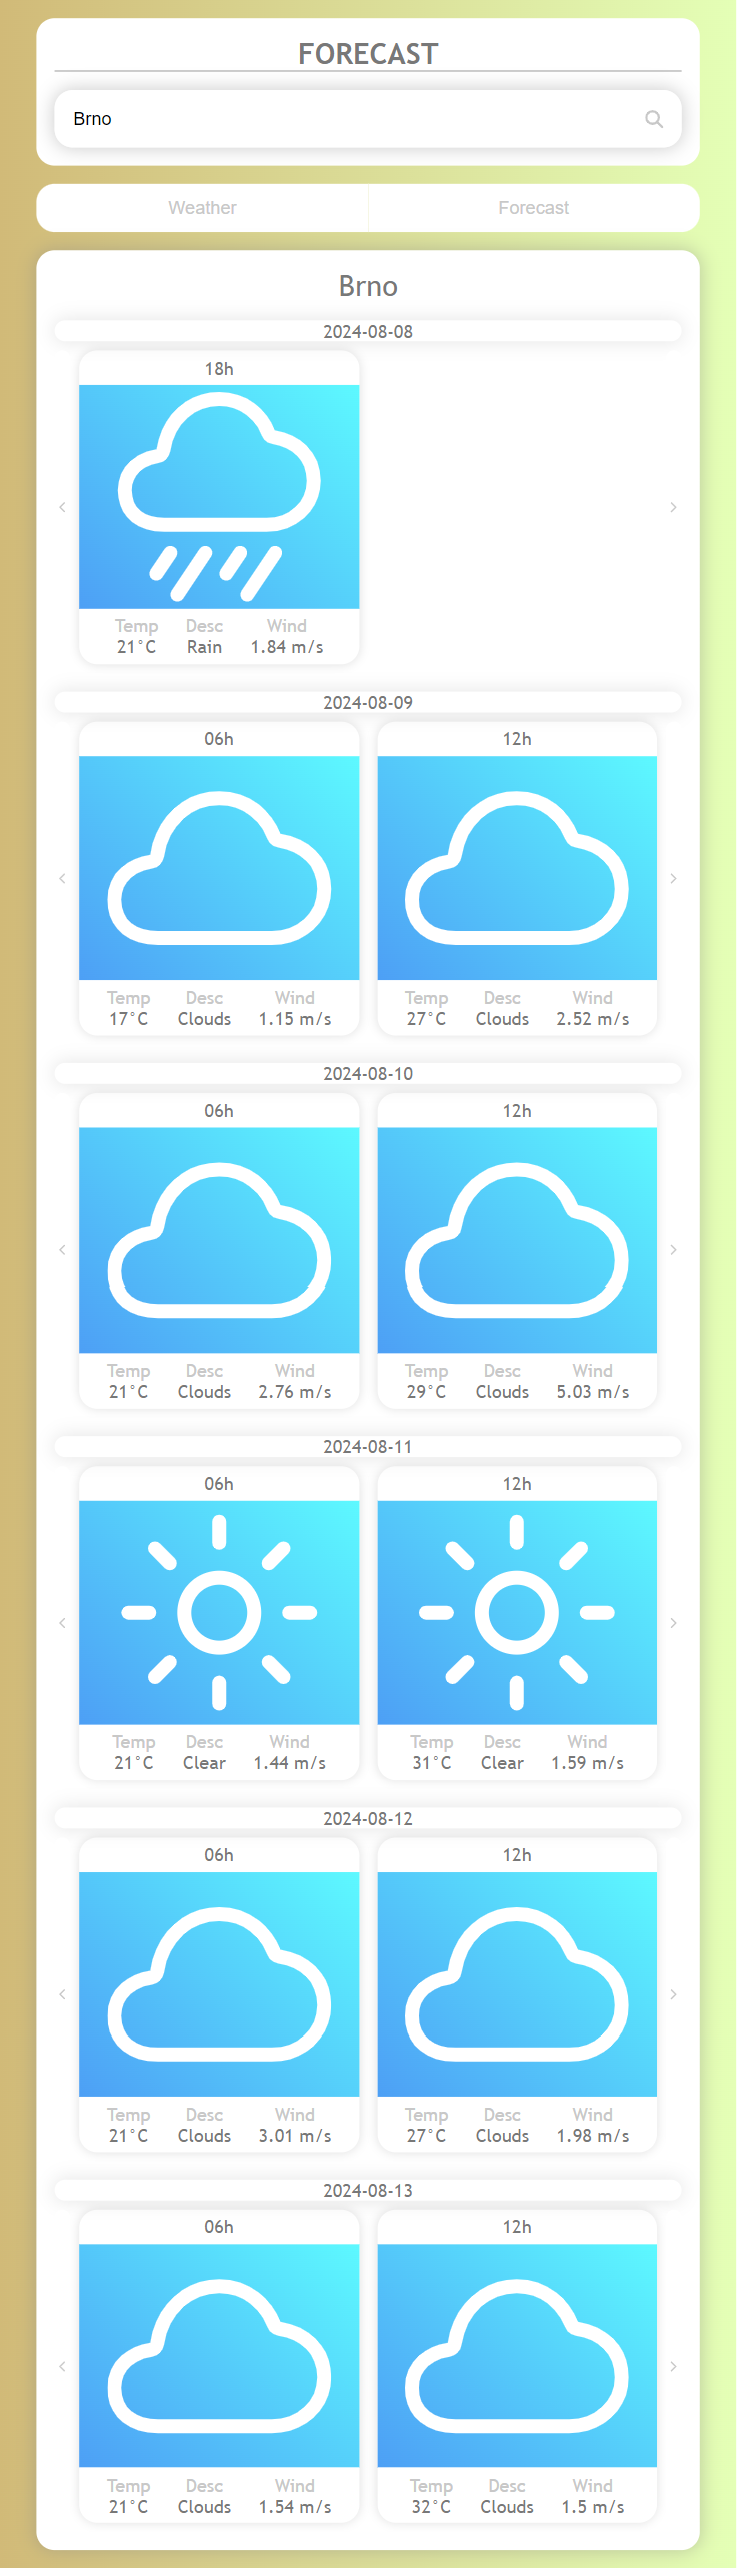 FORECAST
Brno
Weather Forecast
Brno
2024-08-08
18h
Temp Desc Wind
21°C Rain 1.84 m/s
2024-08-09
06h 12h
Temp Desc Wind Temp Desc Wind
17°C Clouds 1.15 m/s 27°C Clouds 2.52 m/s
2024-08-10
06h 12h
Temp Desc Wind Temp Desc Wind
21°C Clouds 2.76 m/s 29°C Clouds 5.03 m/s
2024-08-11
06h 12h
Temp Desc Wind Temp Desc Wind
21°C Clear 1.44 m/s 31°C Clear 1.59 m/s
2024-08-12
06h 12h
Temp Desc Wind Temp Desc Wind
21°C Clouds 3.01 m/s 27°C Clouds 1.98 m/s
2024-08-13
06h 12h
Temp Desc Wind Temp Desc Wind
21°C Clouds 1.54 m/s 32°C Clouds 1.5 m/s